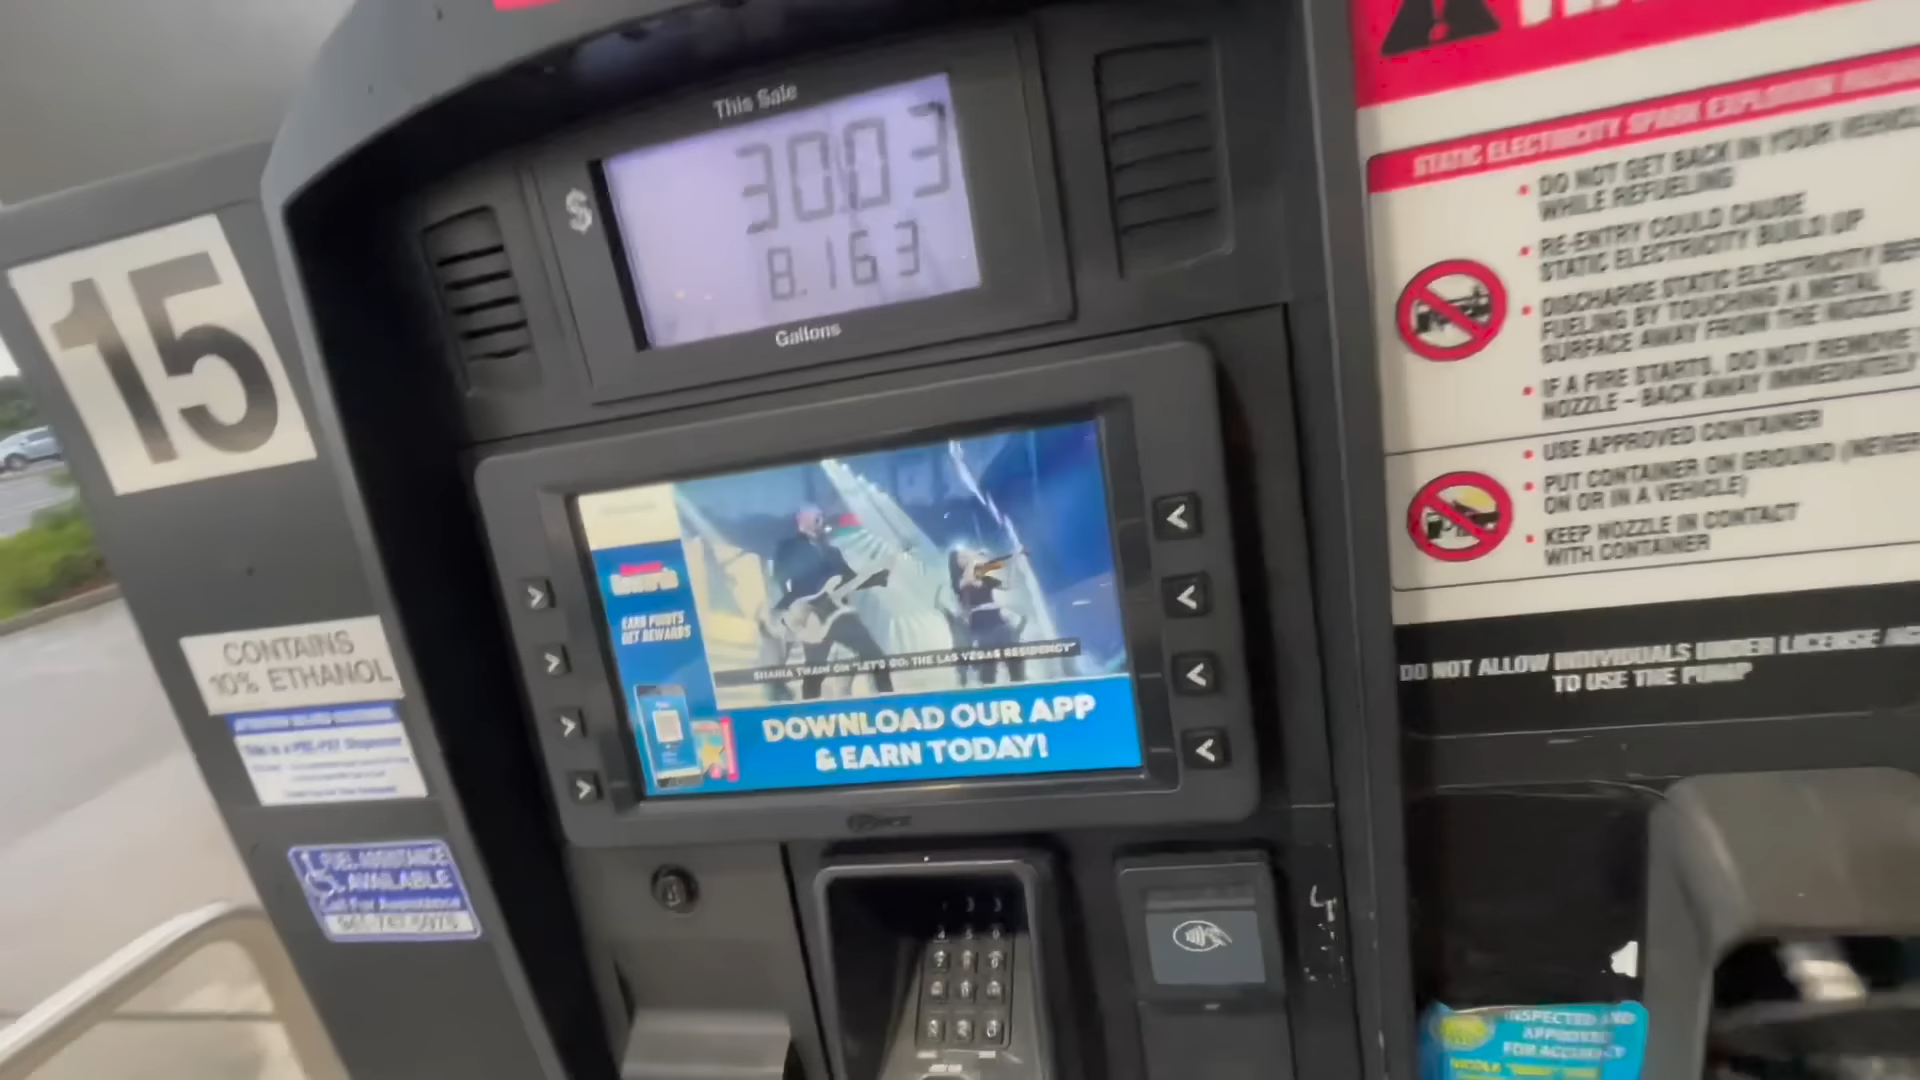 This Sale
$ 30.03
8.163
Gallons
15
CONTAINS
10% ETHANOL
FUEL ASSISTANCE
AVAILABLE
Call For Assistance
Rewards
EARN POINTS
GET REWARDS
SHANIA TWAIN ON "LET'S GO: THE LAS VEGAS RESIDENCY"
DOWNLOAD OUR APP
& EARN TODAY!
STATIC ELECTRICITY SPARK EXPLOSION
• DO NOT GET BACK IN YOUR VEHICL
WHILE REFUELING
• RE-ENTRY COULD CAUSE
STATIC ELECTRICITY BUILD UP
• DISCHARGE STATIC ELECTRICITY BEF
FUELING BY TOUCHING A METAL
SURFACE AWAY FROM THE NOZZLE
• IF A FIRE STARTS, DO NOT REMOVE
NOZZLE – BACK AWAY IMMEDIATELY
• USE APPROVED CONTAINER
• PUT CONTAINER ON GROUND (NEVER
ON OR IN A VEHICLE)
• KEEP NOZZLE IN CONTACT
WITH CONTAINER
DO NOT ALLOW INDIVIDUALS UNDER LICENSE AG
TO USE THE PUMP
INSPECTED AND
APPROVED
FOR ACCURACY